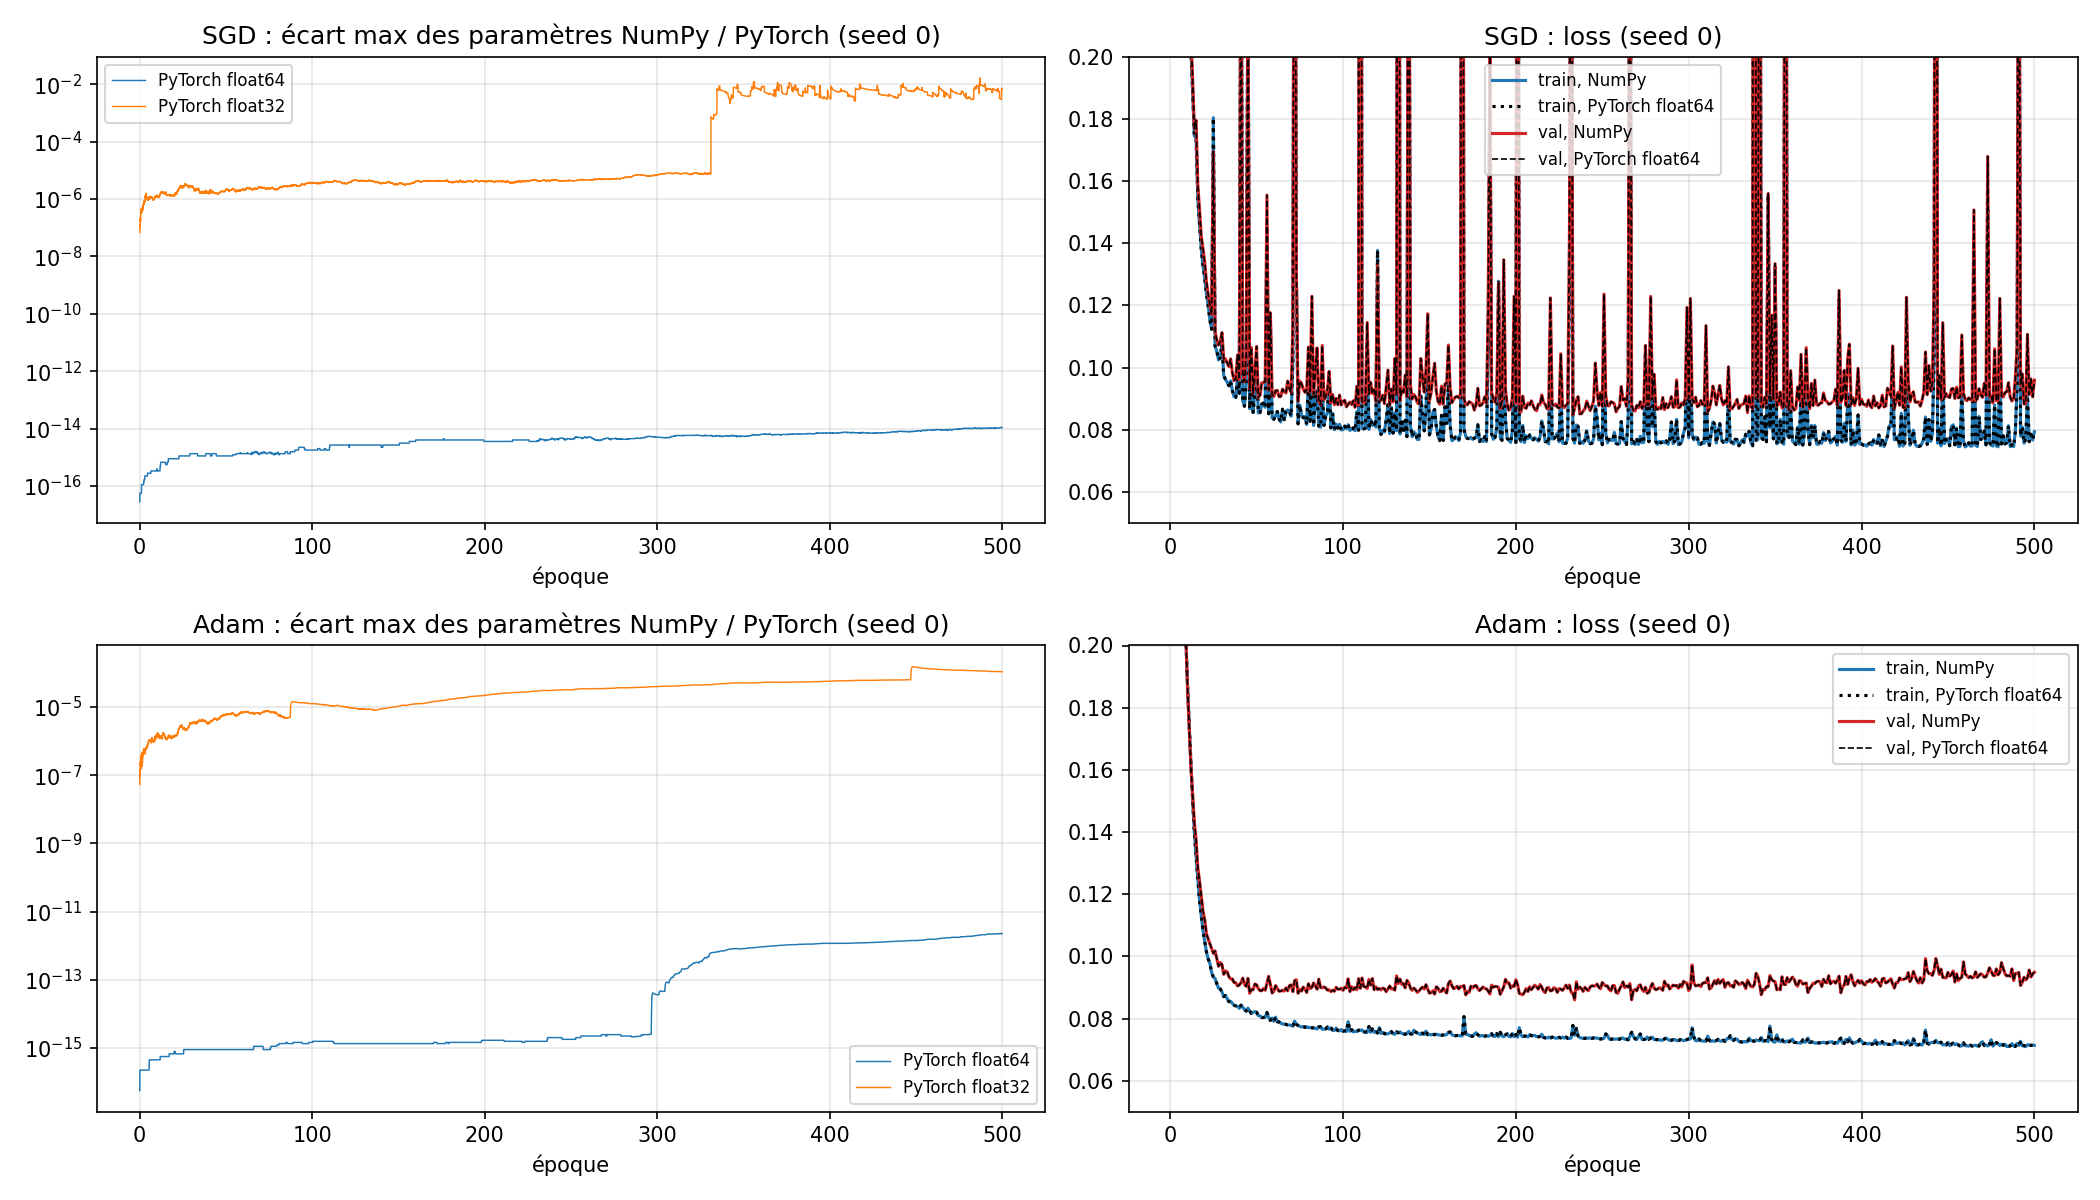 SGD : écart max des paramètres NumPy / PyTorch (seed 0)
PyTorch float64
PyTorch float32
10⁻²
10⁻⁴
10⁻⁶
10⁻⁸
10⁻¹⁰
10⁻¹²
10⁻¹⁴
10⁻¹⁶
0 100 200 300 400 500
époque
SGD : loss (seed 0)
train, NumPy
train, PyTorch float64
val, NumPy
val, PyTorch float64
0.20
0.18
0.16
0.14
0.12
0.10
0.08
0.06
0 100 200 300 400 500
époque
Adam : écart max des paramètres NumPy / PyTorch (seed 0)
10⁻⁵
10⁻⁷
10⁻⁹
10⁻¹¹
10⁻¹³
10⁻¹⁵
PyTorch float64
PyTorch float32
0 100 200 300 400 500
époque
Adam : loss (seed 0)
train, NumPy
train, PyTorch float64
val, NumPy
val, PyTorch float64
0.20
0.18
0.16
0.14
0.12
0.10
0.08
0.06
0 100 200 300 400 500
époque